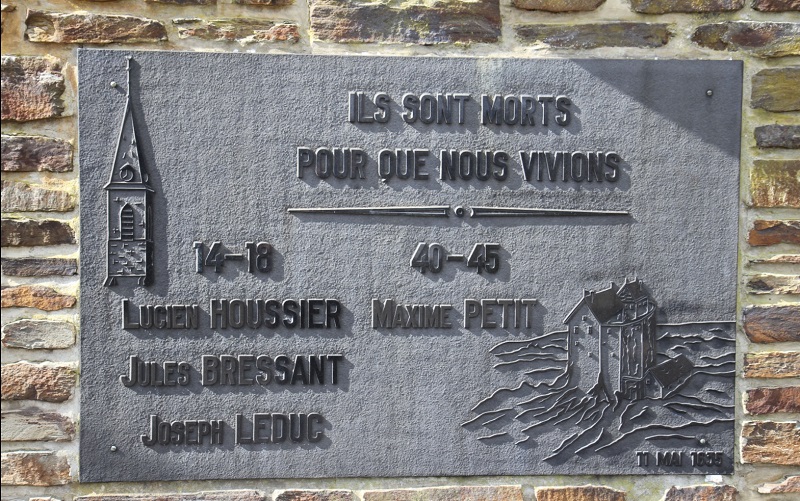 ILS SONT MORTS
POUR QUE NOUS VIVIONS
14-18
LUCIEN HOUSSIER
JULES BRESSANT
JOSEPH LEDUC
40-45
MAXIME PETIT
11 MAI